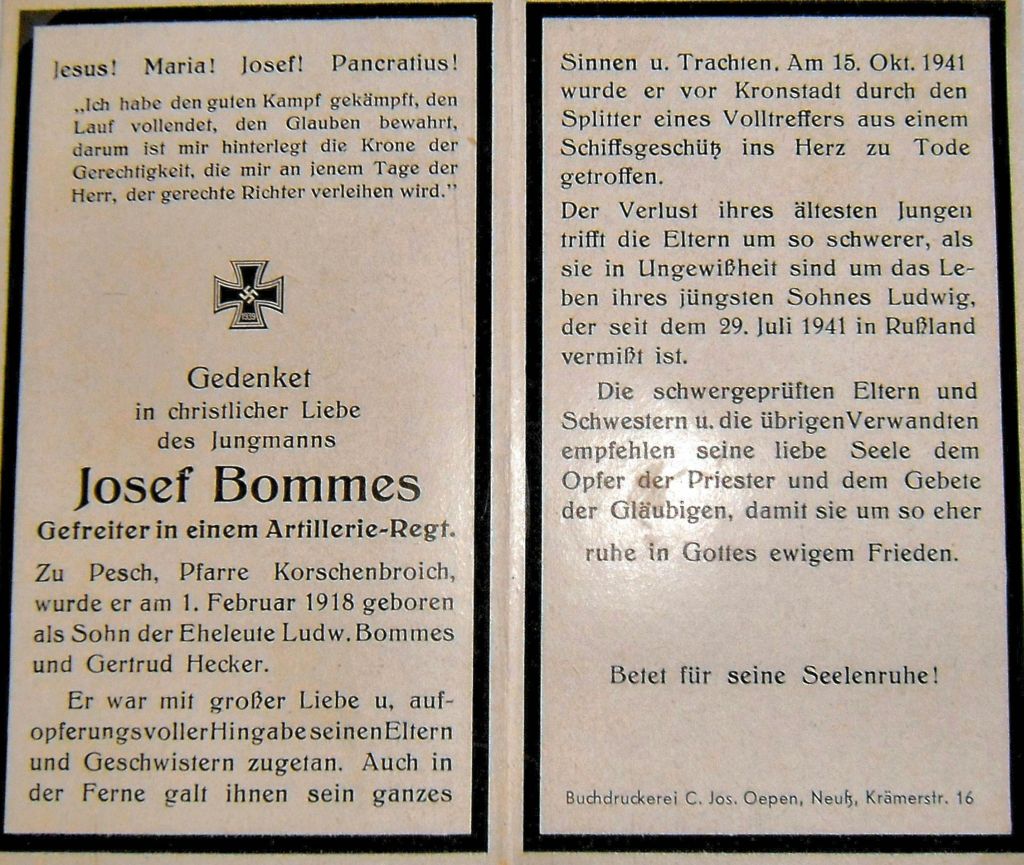 Jesus! Maria! Josef! Pancratius!
„Ich habe den guten Kampf gekämpft, den
Lauf vollendet, den Glauben bewahrt,
darum ist mir hinterlegt die Krone der
Gerechtigkeit, die mir an jenem Tage der
Herr, der gerechte Richter verleihen wird."
1939
Gedenket
in christlicher Liebe
des Jungmanns
Josef Bommes
Gefreiter in einem Artillerie-Regt.
Zu Pesch, Pfarre Korschenbroich,
wurde er am 1. Februar 1918 geboren
als Sohn der Eheleute Ludw. Bommes
und Gertrud Hecker.
Er war mit großer Liebe u, auf-
opferungsvoller Hingabe seinen Eltern
und Geschwistern zugetan. Auch in
der Ferne galt ihnen sein ganzes
Sinnen u. Trachten. Am 15. Okt. 1941
wurde er vor Kronstadt durch den
Splitter eines Volltreffers aus einem
Schiffsgeschütz ins Herz zu Tode
getroffen.
Der Verlust ihres ältesten Jungen
trifft die Eltern um so schwerer, als
sie in Ungewißheit sind um das Le-
ben ihres jüngsten Sohnes Ludwig,
der seit dem 29. Juli 1941 in Rußland
vermißt ist.
Die schwergeprüften Eltern und
Schwestern u. die übrigen Verwandten
empfehlen seine liebe Seele dem
Opfer der Priester und dem Gebete
der Gläubigen, damit sie um so eher
ruhe in Gottes ewigem Frieden.
Betet für seine Seelenruhe!
Buchdruckerei C. Jos. Oepen, Neuß, Krämerstr. 16